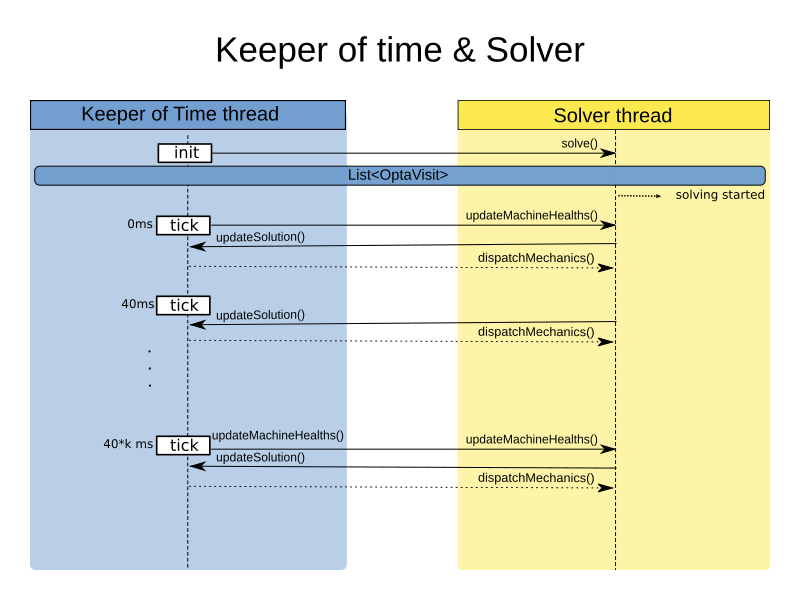 Keeper of time & Solver
Keeper of Time thread
Solver thread
init
solve()
List<OptaVisit>
solving started
0ms
tick
updateMachineHealths()
updateSolution()
dispatchMechanics()
40ms
tick
updateSolution()
dispatchMechanics()
.
.
.
40*k ms
tick
updateMachineHealths()
updateMachineHealths()
updateSolution()
dispatchMechanics()